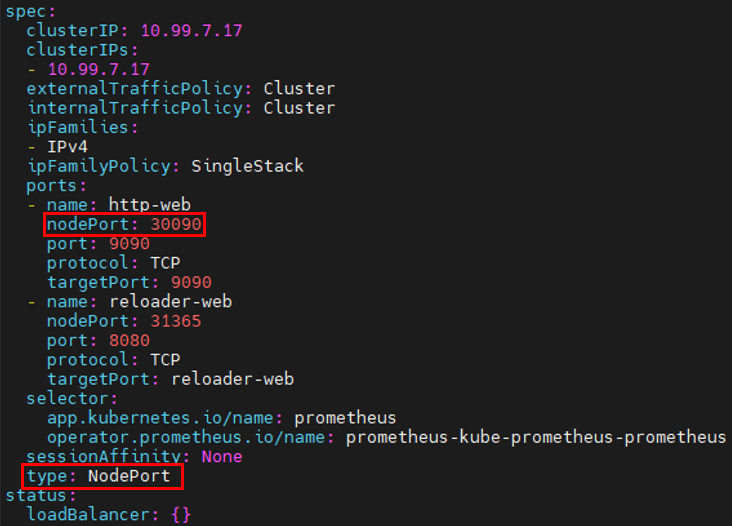 spec:
  clusterIP: 10.99.7.17
  clusterIPs:
  - 10.99.7.17
  externalTrafficPolicy: Cluster
  internalTrafficPolicy: Cluster
  ipFamilies:
  - IPv4
  ipFamilyPolicy: SingleStack
  ports:
  - name: http-web
    nodePort: 30090
    port: 9090
    protocol: TCP
    targetPort: 9090
  - name: reloader-web
    nodePort: 31365
    port: 8080
    protocol: TCP
    targetPort: reloader-web
  selector:
    app.kubernetes.io/name: prometheus
    operator.prometheus.io/name: prometheus-kube-prometheus-prometheus
  sessionAffinity: None
  type: NodePort
status:
  loadBalancer: {}